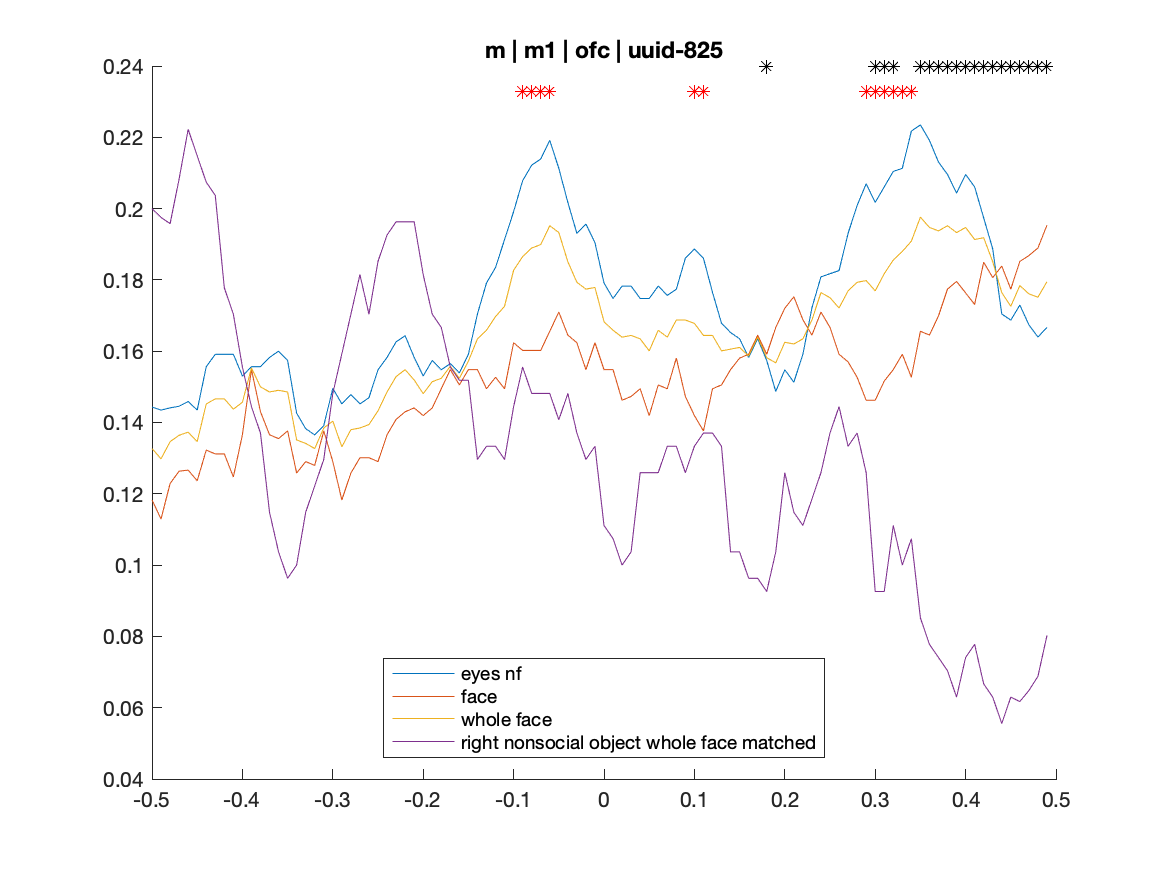 m | m1 | ofc | uuid-825
0.24
0.22
0.2
0.18
0.16
0.14
0.12
0.1
0.08
0.06
0.04
eyes nf
face
whole face
right nonsocial object whole face matched
-0.5 -0.4 -0.3 -0.2 -0.1 0 0.1 0.2 0.3 0.4 0.5